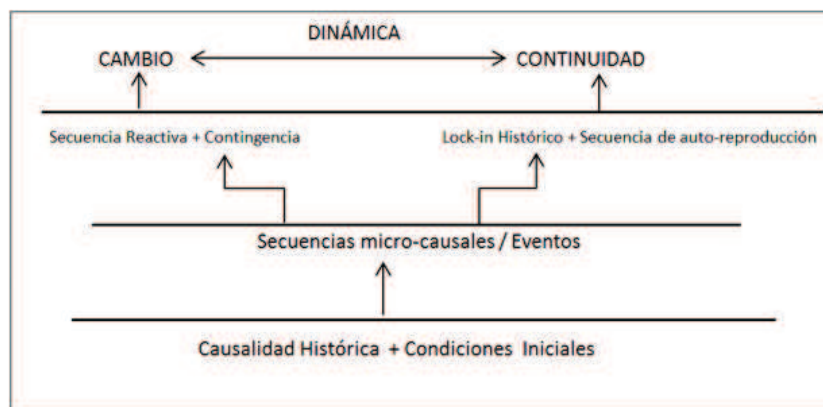 DINÁMICA
CAMBIO
CONTINUIDAD
Secuencia Reactiva + Contingencia
Lock-in Histórico + Secuencia de auto-reproducción
Secuencias micro-causales / Eventos
Causalidad Histórica + Condiciones Iniciales